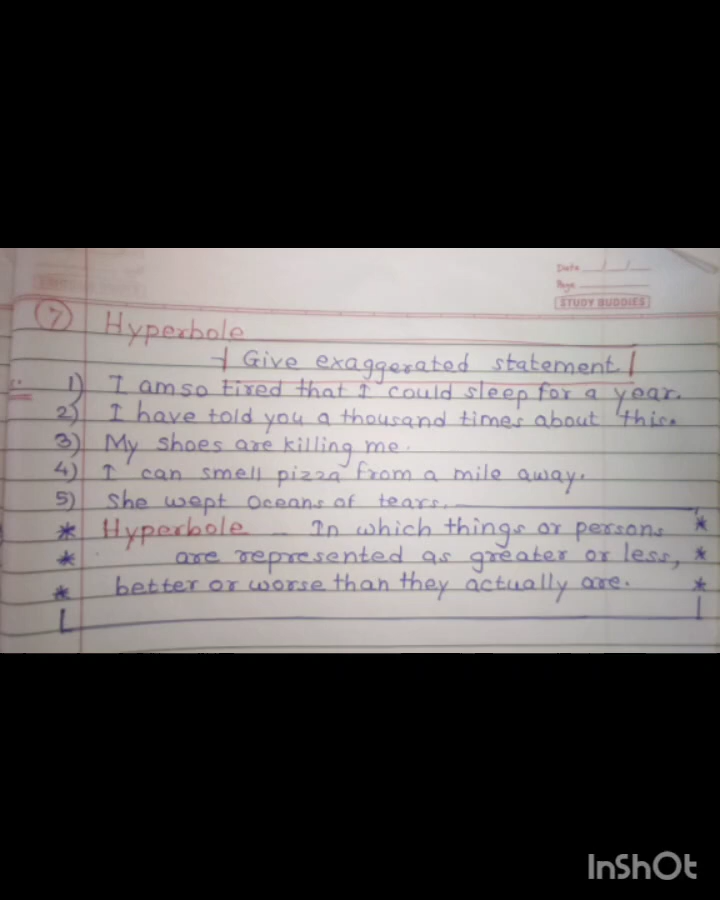 Date __/__/__
Page
STUDY BUDDIES
7 Hyperbole
Give exaggerated statement.
1) I am so tired that I could sleep for a year.
2) I have told you a thousand times about this.
3) My shoes are killing me.
4) I can smell pizza from a mile away.
5) She wept Oceans of tears.
* Hyperbole - In which things or persons *
* are represented as greater or less, *
* better or worse than they actually are. *
InShOt